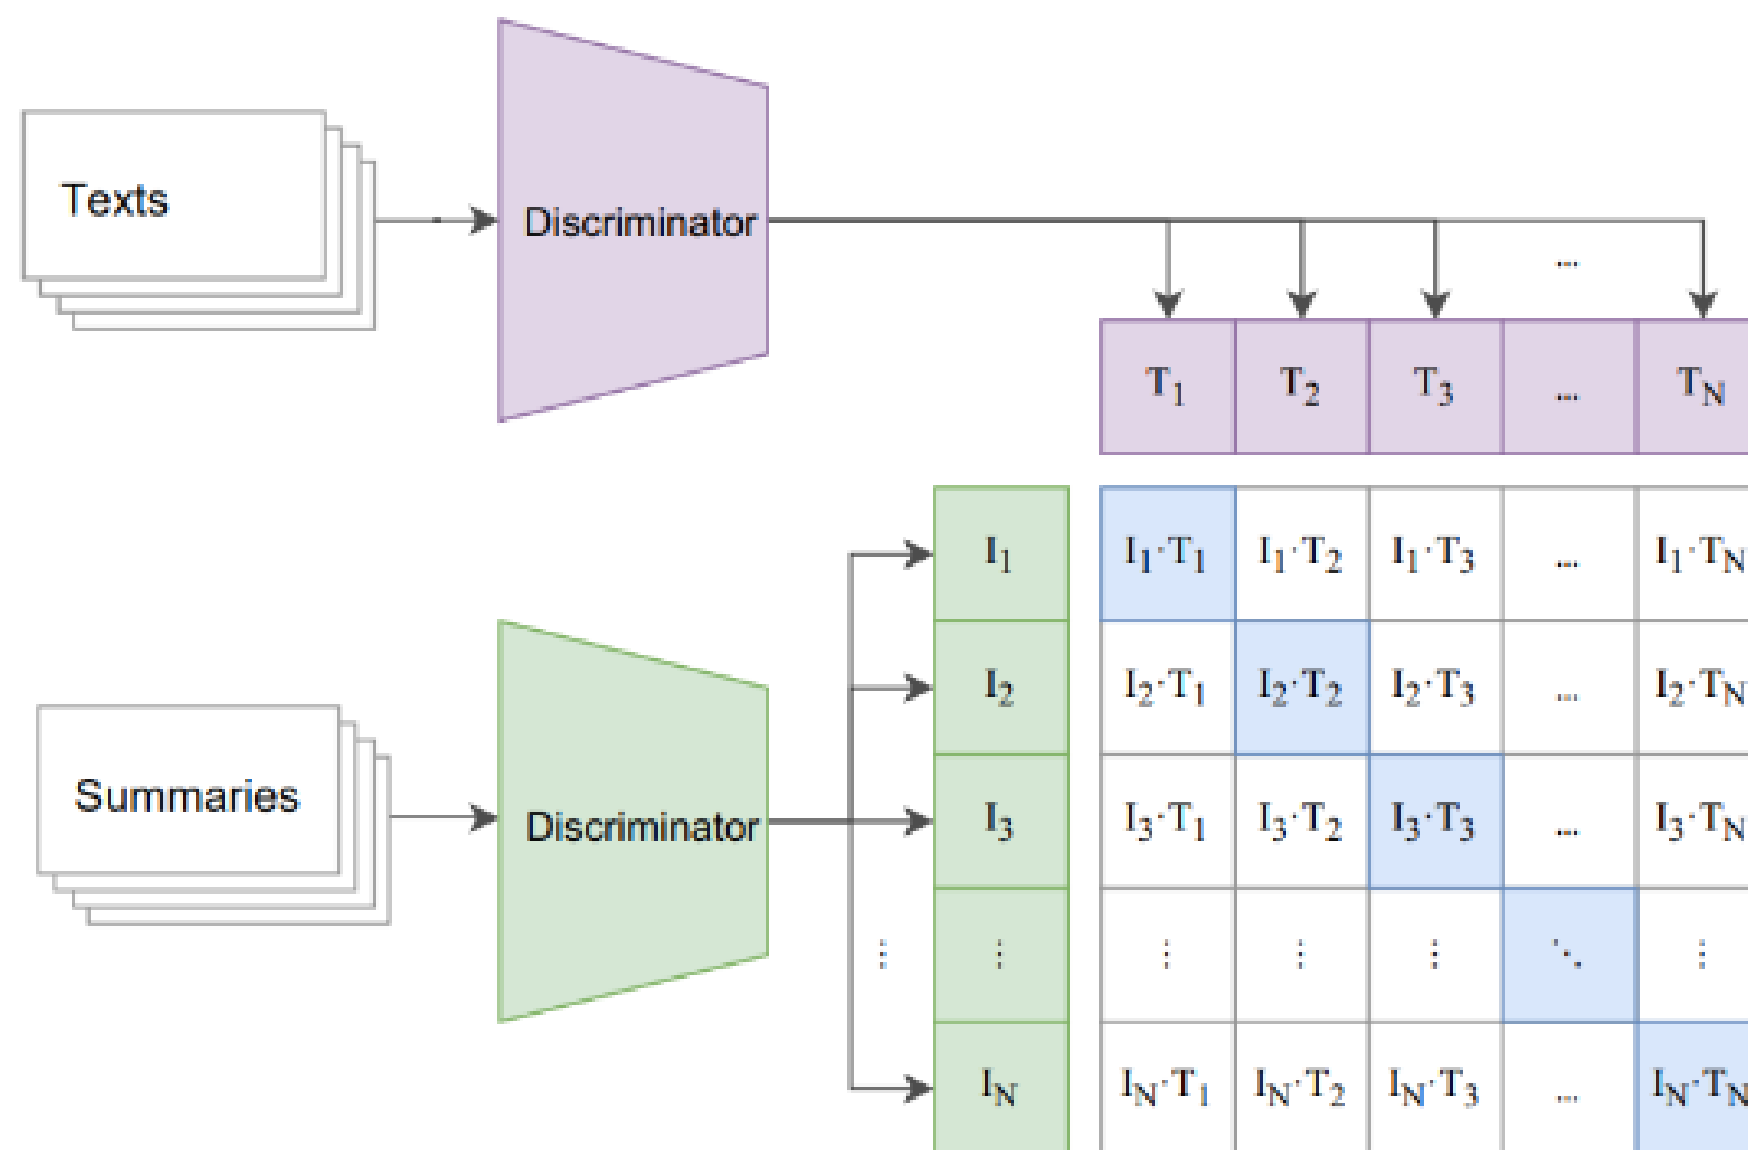 Texts
Discriminator
...
T1 T2 T3 ... TN
I1 I1·T1 I1·T2 I1·T3 ... I1·TN
I2 I2·T1 I2·T2 I2·T3 ... I2·TN
Summaries
Discriminator
I3 I3·T1 I3·T2 I3·T3 ... I3·TN
⋮ ⋮ ⋮ ⋮ ⋮ ⋱ ⋮
IN IN·T1 IN·T2 IN·T3 ... IN·TN